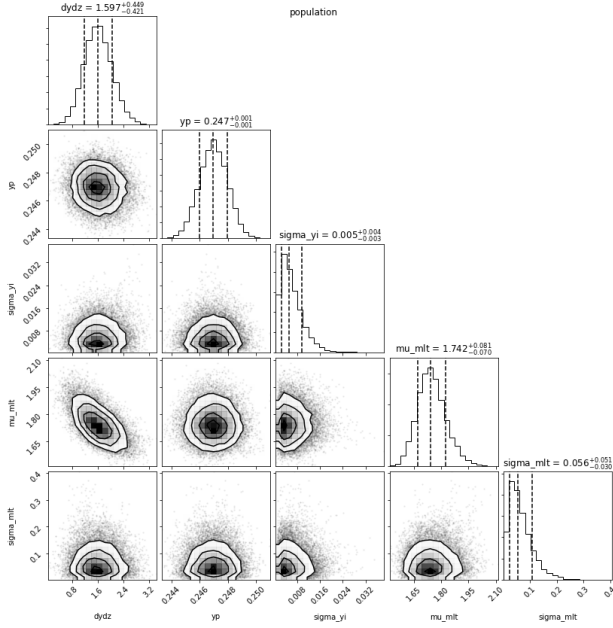 population
dydz = 1.597+0.449 −0.421
yp = 0.247+0.001 −0.001
0.250
0.248
0.246
0.244
yp
sigma_yi = 0.005+0.004 −0.003
0.032
0.024
0.016
0.008
sigma_yi
mu_mlt = 1.742+0.081 −0.070
2.10
1.95
1.80
1.65
mu_mlt
sigma_mlt = 0.056+0.051 −0.030
0.4
0.3
0.2
0.1
sigma_mlt
0.8 1.6 2.4 3.2
0.244 0.246 0.248 0.250
0.008 0.016 0.024 0.032
1.65 1.80 1.95 2.10
0.1 0.2 0.3 0.4
dydz yp sigma_yi mu_mlt sigma_mlt